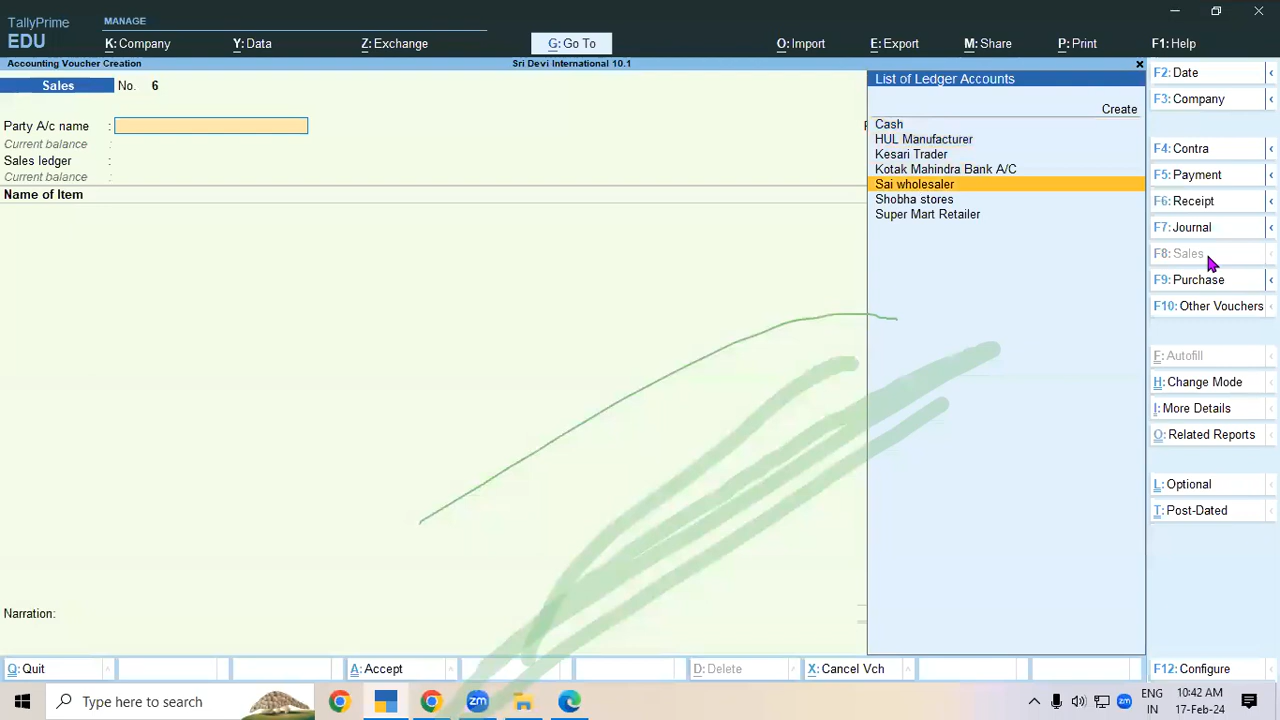 TallyPrime
EDU
MANAGE
K: Company
Y: Data
Z: Exchange
G: Go To
O: Import
E: Export
M: Share
P: Print
F1: Help
Accounting Voucher Creation
Sri Devi International 10.1
Sales
No. 6
Party A/c name :
Current balance :
Sales ledger :
Current balance :
Name of Item
Narration:
List of Ledger Accounts
Create
Cash
HUL Manufacturer
Kesari Trader
Kotak Mahindra Bank A/C
Sai wholesaler
Shobha stores
Super Mart Retailer
F2: Date
F3: Company
F4: Contra
F5: Payment
F6: Receipt
F7: Journal
F8: Sales
F9: Purchase
F10: Other Vouchers
F: Autofill
H: Change Mode
I: More Details
O: Related Reports
L: Optional
T: Post-Dated
Q: Quit
A: Accept
D: Delete
X: Cancel Vch
F12: Configure
Type here to search
zm
zm
ENG
IN
10:42 AM
17-Feb-24